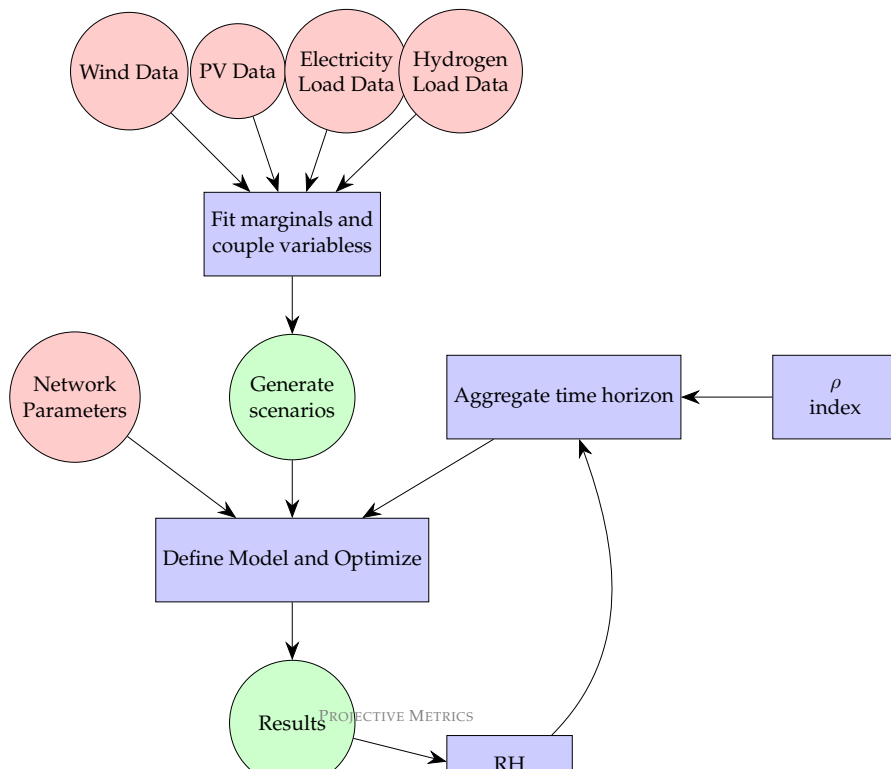 Wind Data
PV Data
Electricity
Load Data
Hydrogen
Load Data
Fit marginals and
couple variabless
Network
Parameters
Generate
scenarios
Aggregate time horizon
ρ
index
Define Model and Optimize
Results
PROJECTIVE METRICS
RH